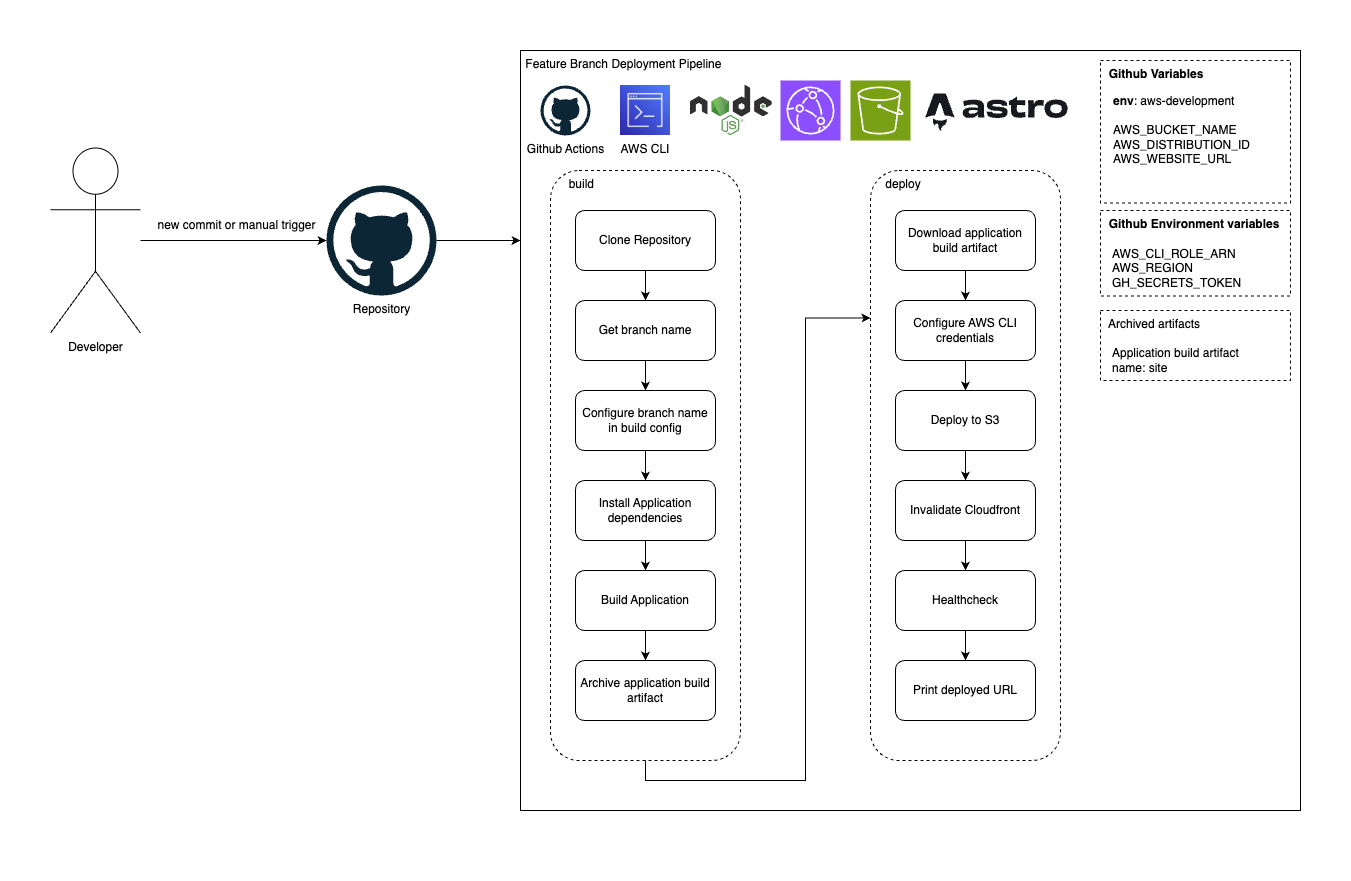 Feature Branch Deployment Pipeline
Github Actions
AWS CLI
node
JS
astro
Github Variables
env: aws-development
AWS_BUCKET_NAME
AWS_DISTRIBUTION_ID
AWS_WEBSITE_URL
Github Environment variables
AWS_CLI_ROLE_ARN
AWS_REGION
GH_SECRETS_TOKEN
Archived artifacts
Application build artifact
name: site
new commit or manual trigger
Developer
Repository
build
Clone Repository
Get branch name
Configure branch name
in build config
Install Application
dependencies
Build Application
Archive application build
artifact
deploy
Download application
build artifact
Configure AWS CLI
credentials
Deploy to S3
Invalidate Cloudfront
Healthcheck
Print deployed URL